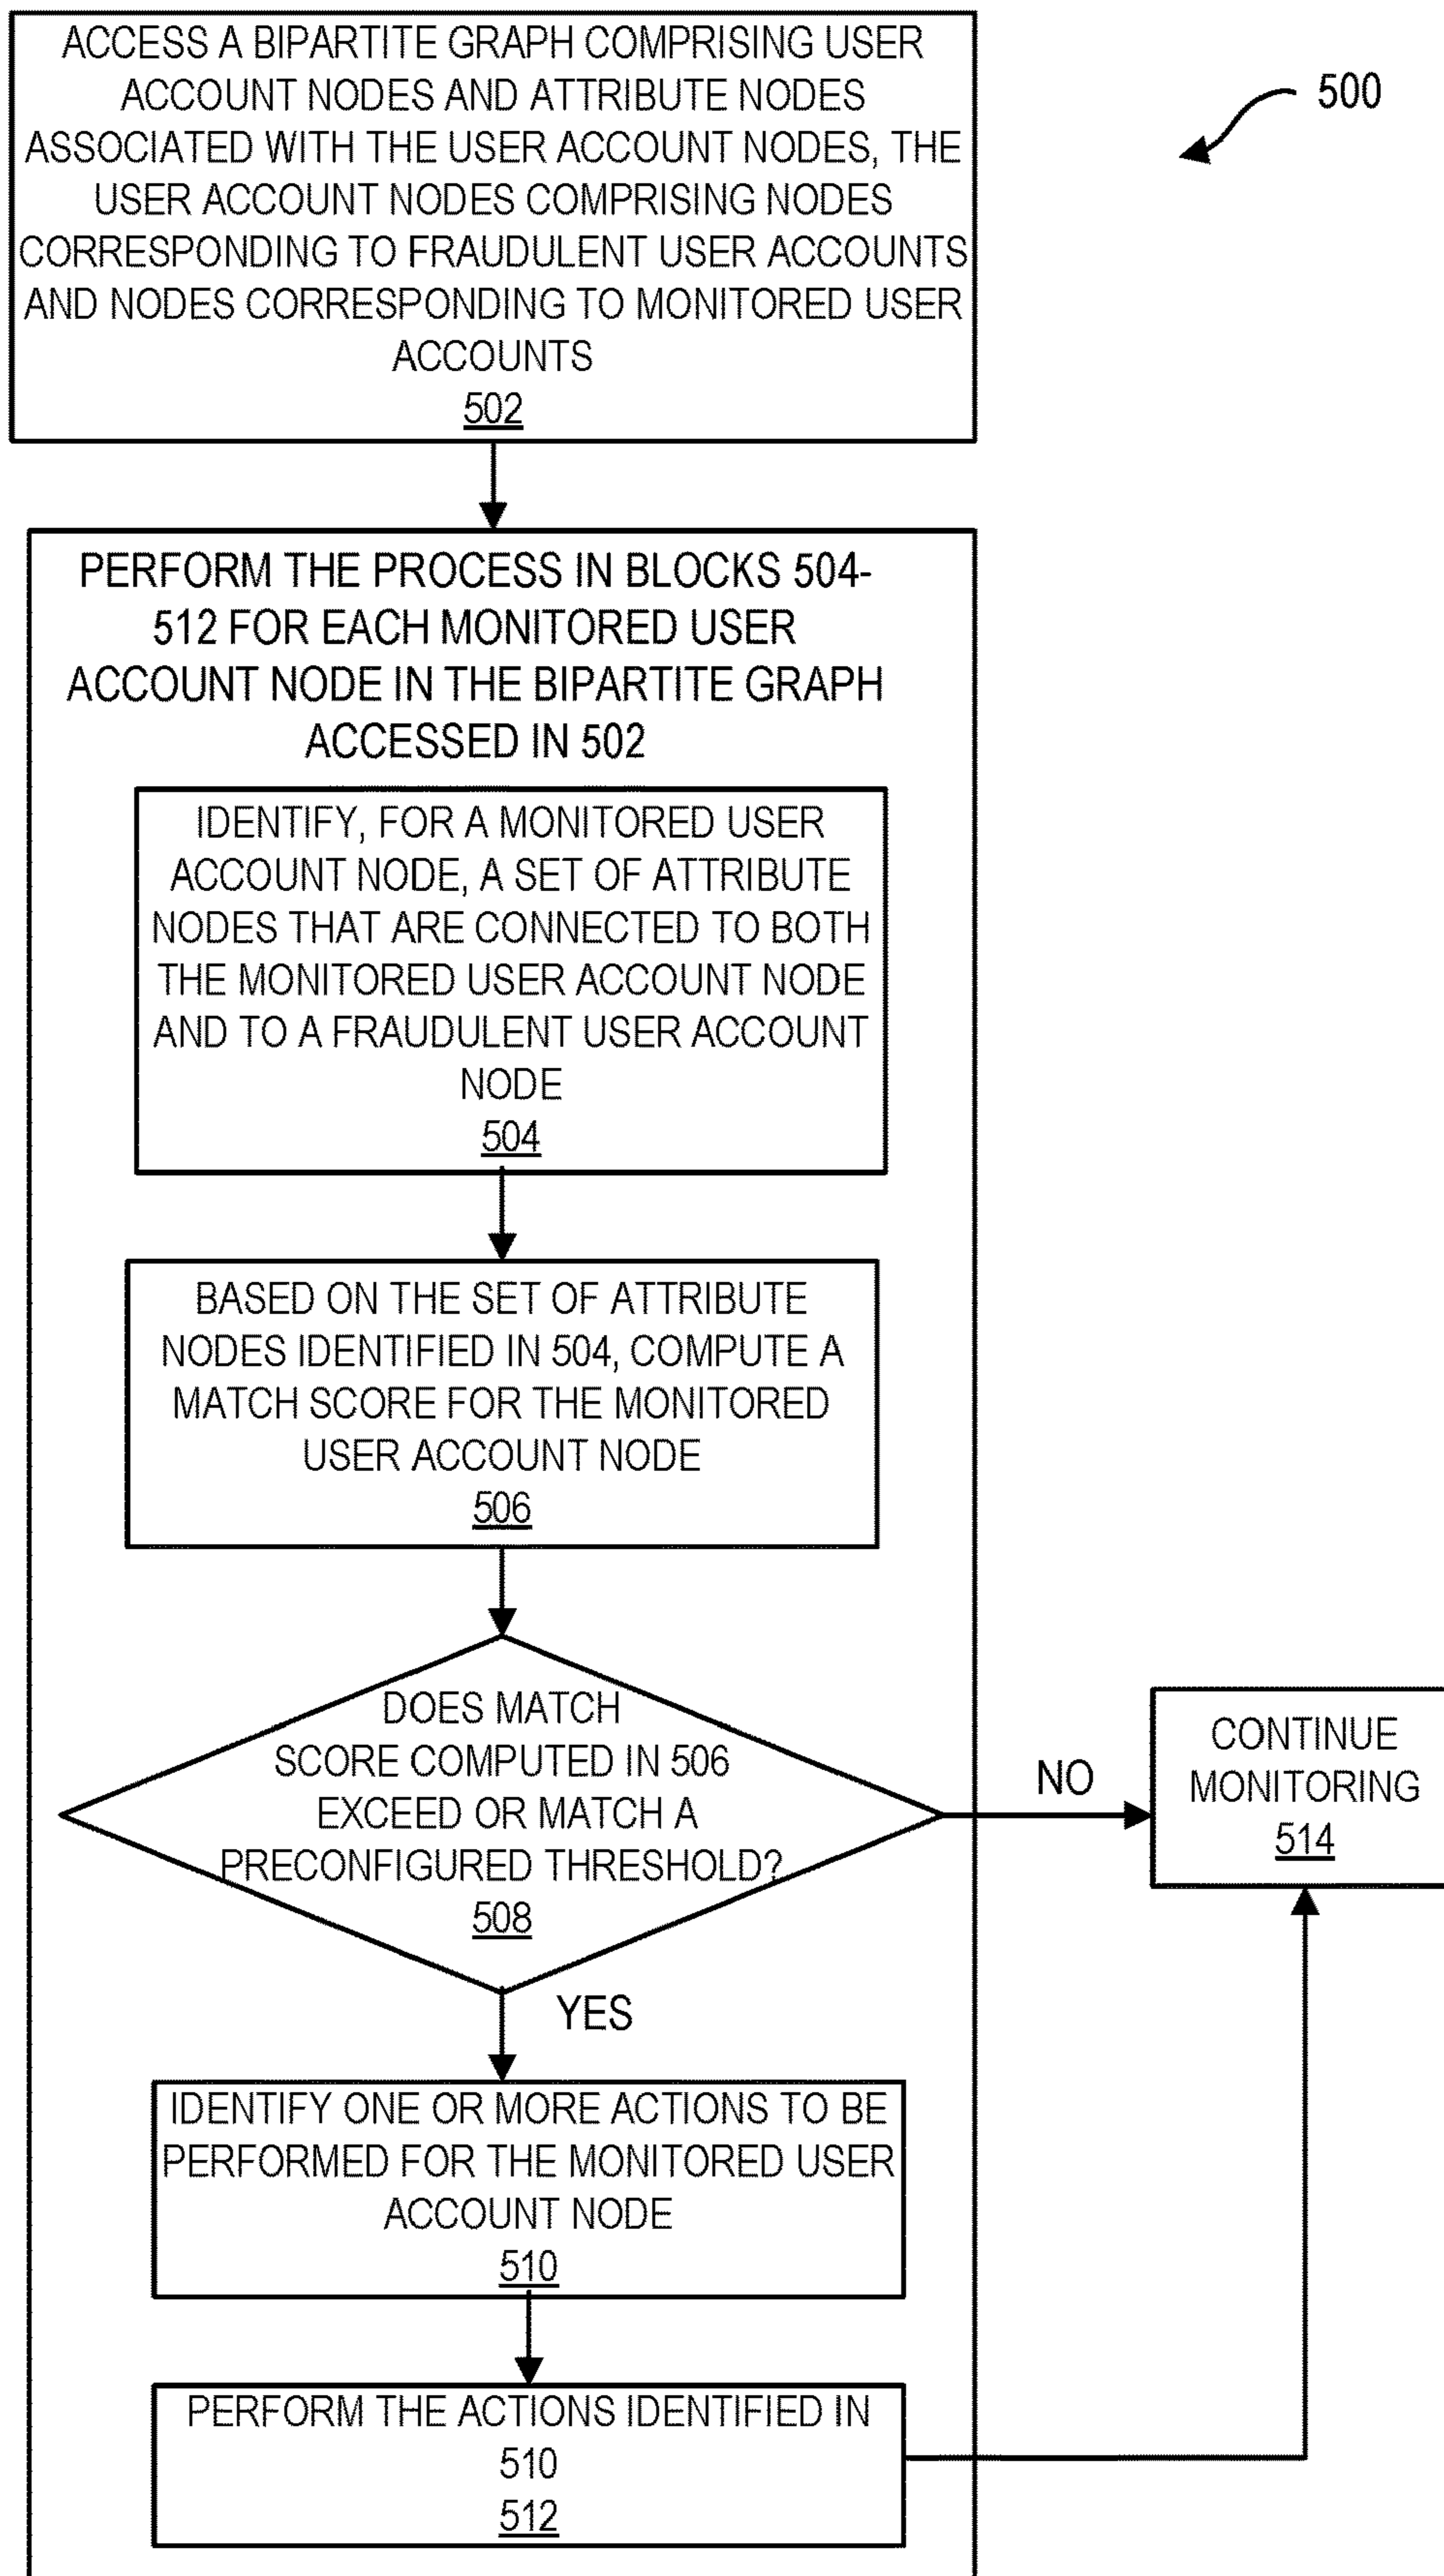 ACCESS A BIPARTITE GRAPH COMPRISING USER
ACCOUNT NODES AND ATTRIBUTE NODES
ASSOCIATED WITH THE USER ACCOUNT NODES, THE
USER ACCOUNT NODES COMPRISING NODES
CORRESPONDING TO FRAUDULENT USER ACCOUNTS
AND NODES CORRESPONDING TO MONITORED USER
ACCOUNTS
502
500
PERFORM THE PROCESS IN BLOCKS 504-
512 FOR EACH MONITORED USER
ACCOUNT NODE IN THE BIPARTITE GRAPH
ACCESSED IN 502
IDENTIFY, FOR A MONITORED USER
ACCOUNT NODE, A SET OF ATTRIBUTE
NODES THAT ARE CONNECTED TO BOTH
THE MONITORED USER ACCOUNT NODE
AND TO A FRAUDULENT USER ACCOUNT
NODE
504
BASED ON THE SET OF ATTRIBUTE
NODES IDENTIFIED IN 504, COMPUTE A
MATCH SCORE FOR THE MONITORED
USER ACCOUNT NODE
506
DOES MATCH
SCORE COMPUTED IN 506
EXCEED OR MATCH A
PRECONFIGURED THRESHOLD?
508
NO
CONTINUE
MONITORING
514
YES
IDENTIFY ONE OR MORE ACTIONS TO BE
PERFORMED FOR THE MONITORED USER
ACCOUNT NODE
510
PERFORM THE ACTIONS IDENTIFIED IN
510
512